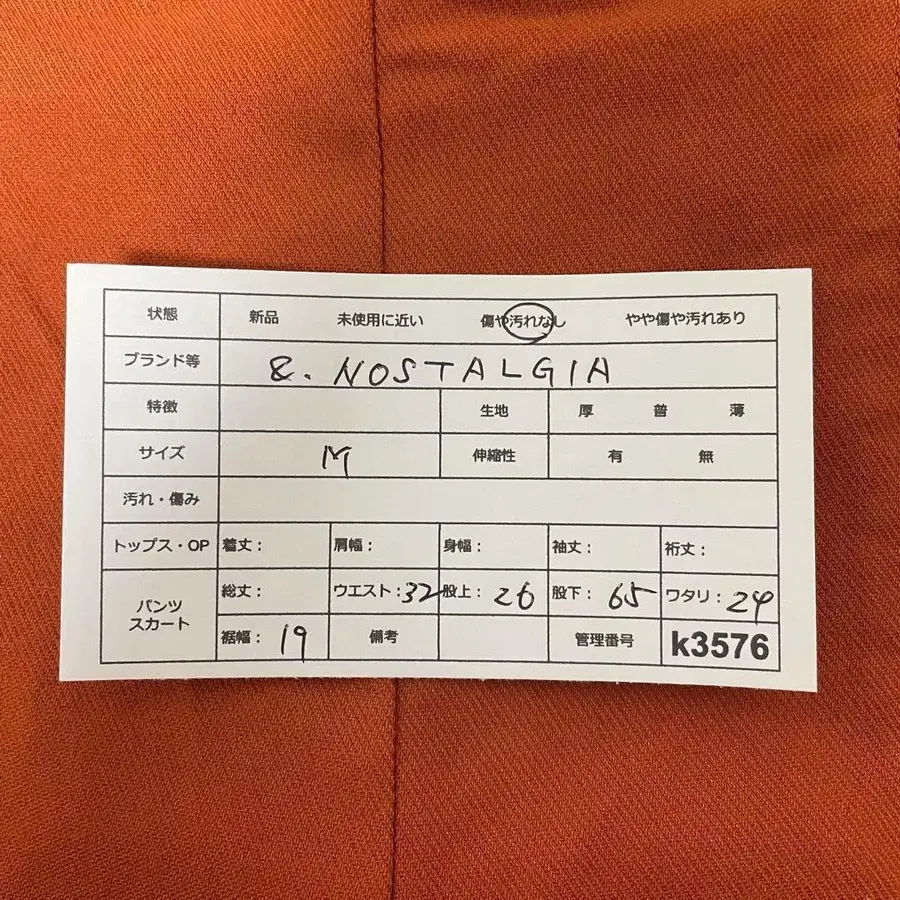 状態 新品 未使用に近い 傷や汚れなし やや傷や汚れあり
ブランド等 &. NOSTALGIA
特徴 生地 厚 普 薄
サイズ M 伸縮性 有 無
汚れ・傷み
トップス・OP 着丈： 肩幅： 身幅： 袖丈： 裄丈：
パンツ
スカート
総丈： ウエスト：32 股上：26 股下：65 ワタリ：24
裾幅：19 備考 管理番号 k3576